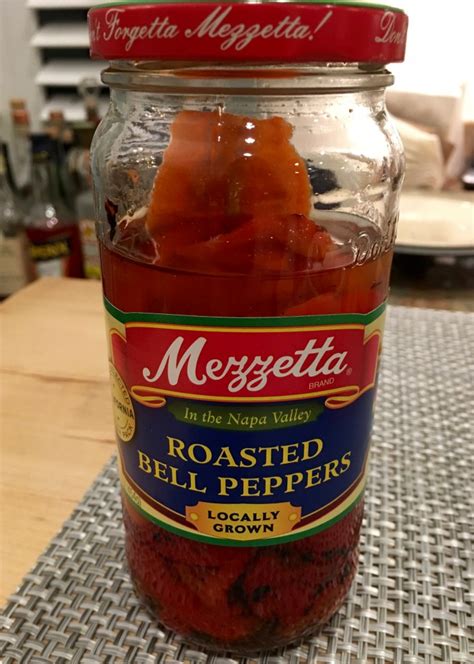 Forgetta Mezzetta!
Mezzetta®
BRAND
In the Napa Valley
ROASTED
BELL PEPPERS
LOCALLY
GROWN